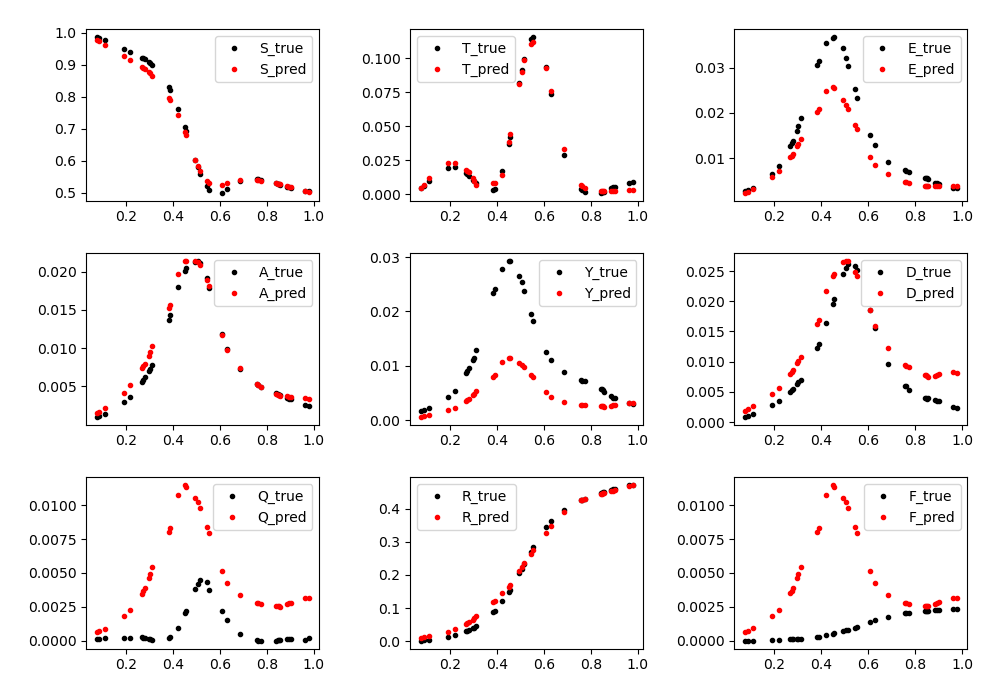 1.0
0.9
0.8
0.7
0.6
0.5
S_true
S_pred
0.2 0.4 0.6 0.8 1.0
0.100
0.075
0.050
0.025
0.000
T_true
T_pred
0.2 0.4 0.6 0.8 1.0
0.03
0.02
0.01
E_true
E_pred
0.2 0.4 0.6 0.8 1.0
0.020
0.015
0.010
0.005
A_true
A_pred
0.2 0.4 0.6 0.8 1.0
0.03
0.02
0.01
0.00
Y_true
Y_pred
0.2 0.4 0.6 0.8 1.0
0.025
0.020
0.015
0.010
0.005
0.000
D_true
D_pred
0.2 0.4 0.6 0.8 1.0
0.0100
0.0075
0.0050
0.0025
0.0000
Q_true
Q_pred
0.2 0.4 0.6 0.8 1.0
0.4
0.3
0.2
0.1
0.0
R_true
R_pred
0.2 0.4 0.6 0.8 1.0
0.0100
0.0075
0.0050
0.0025
0.0000
F_true
F_pred
0.2 0.4 0.6 0.8 1.0